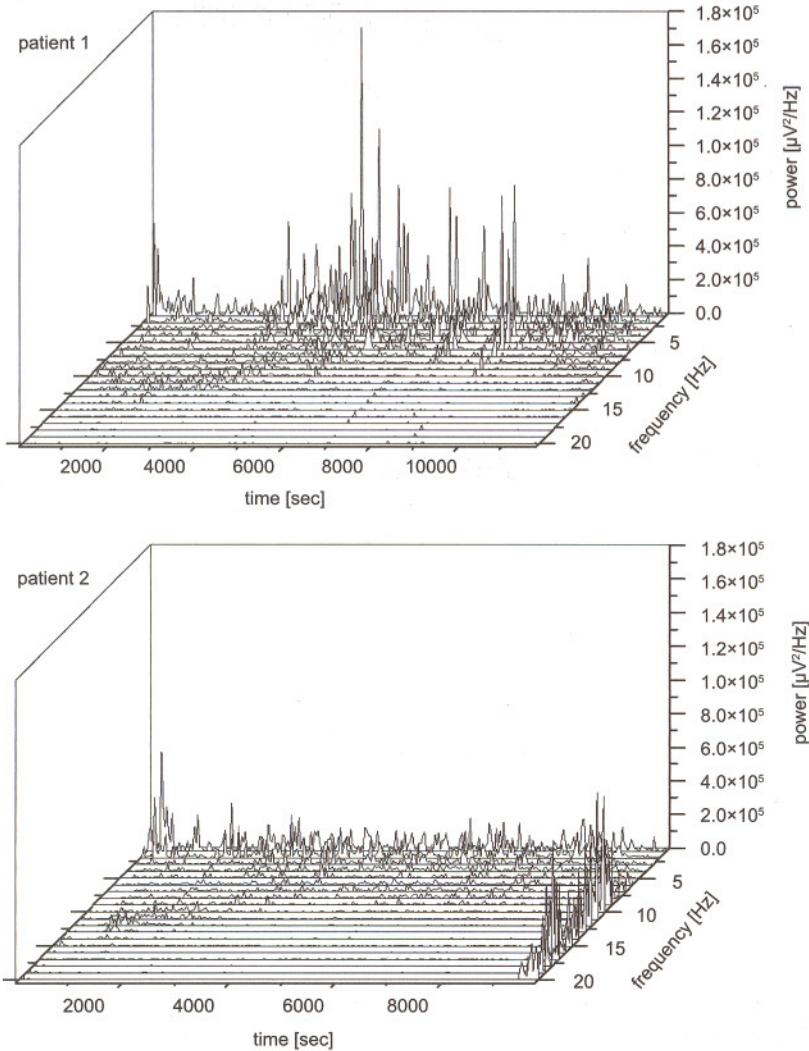 patient 1
1.8×10⁵
1.6×10⁵
1.4×10⁵
1.2×10⁵
1.0×10⁵
8.0×10⁵
6.0×10⁵
4.0×10⁵
2.0×10⁵
0.0
power [µV²/Hz]
5
10
15
20
frequency [Hz]
2000 4000 6000 8000 10000
time [sec]
patient 2
1.8×10⁵
1.6×10⁵
1.4×10⁵
1.2×10⁵
1.0×10⁵
8.0×10⁵
6.0×10⁵
4.0×10⁵
2.0×10⁵
0.0
power [µV²/Hz]
5
10
15
20
frequency [Hz]
2000 4000 6000 8000
time [sec]